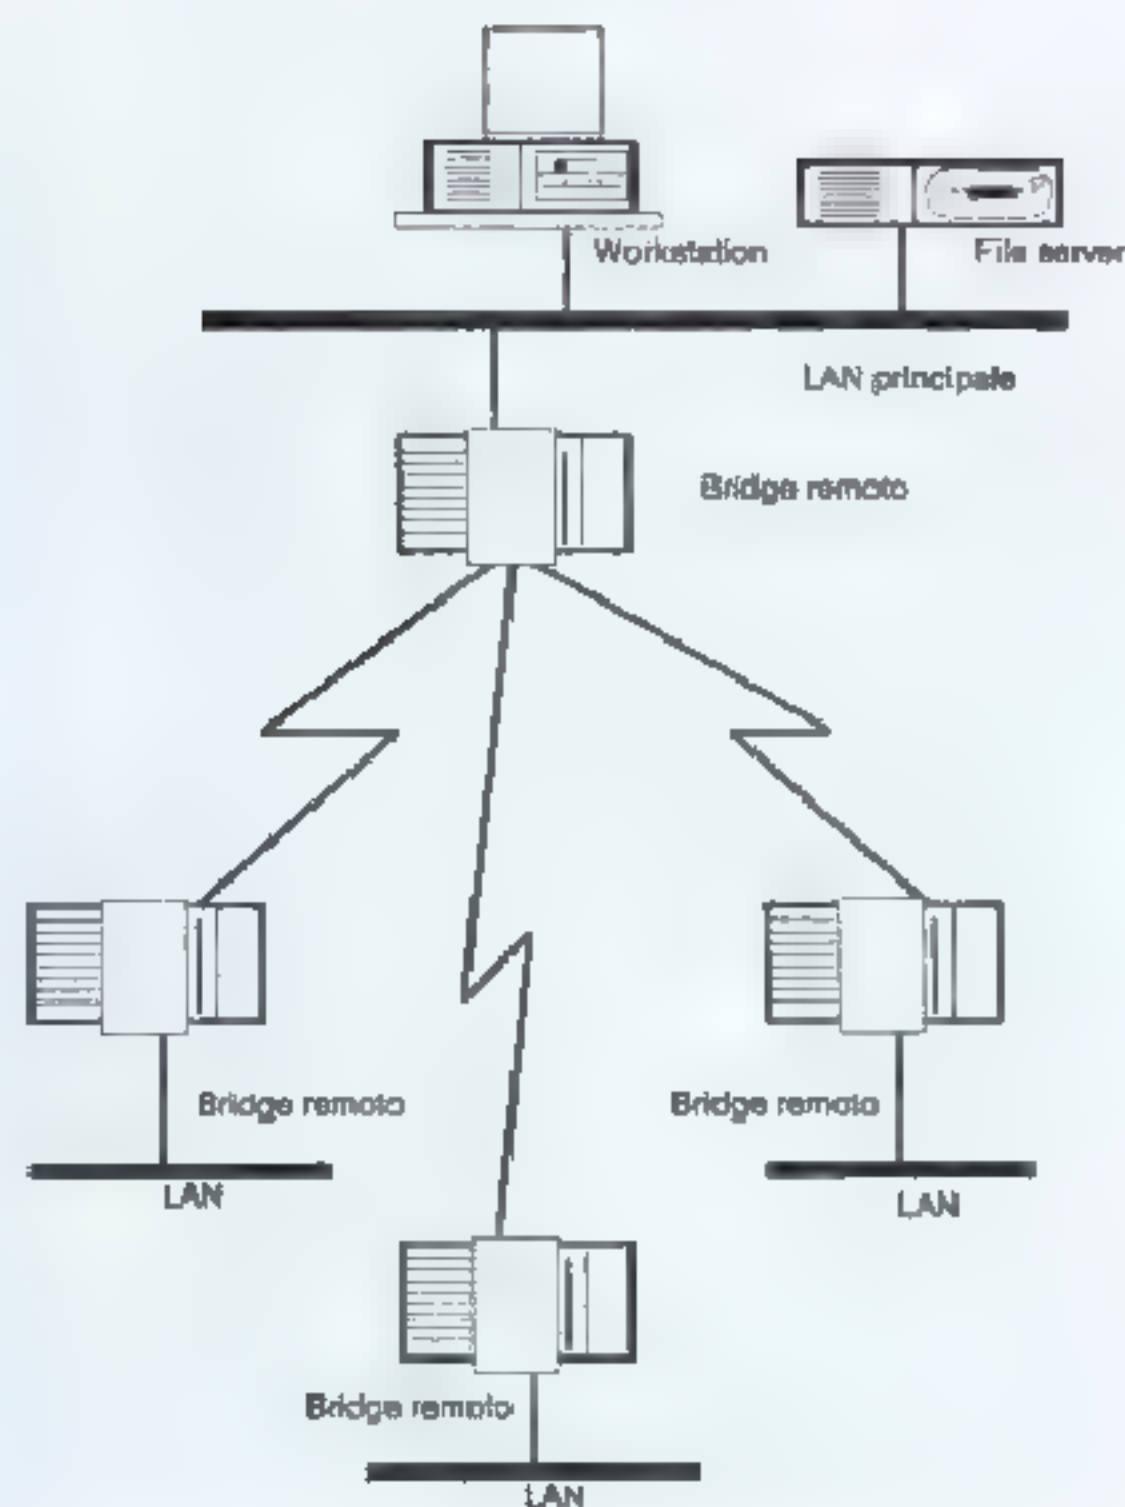 Workstation
File server
LAN principale
Bridge remoto
Bridge remoto
Bridge remoto
LAN
LAN
Bridge remoto
LAN